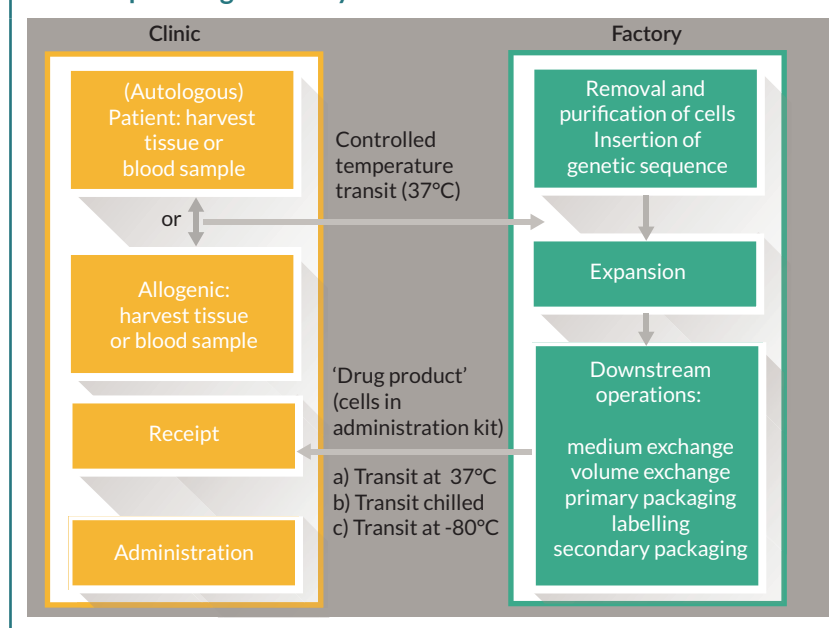 Clinic
(Autologous)
Patient: harvest
tissue or
blood sample
or
Allogenic:
harvest tissue
or blood sample
Receipt
Administration
Controlled
temperature
transit (37°C)
‘Drug product’
(cells in
administration kit)
a) Transit at 37°C
b) Transit chilled
c) Transit at -80°C
Factory
Removal and
purification of cells
Insertion of
genetic sequence
Expansion
Downstream
operations:
medium exchange
volume exchange
primary packaging
labelling
secondary packaging